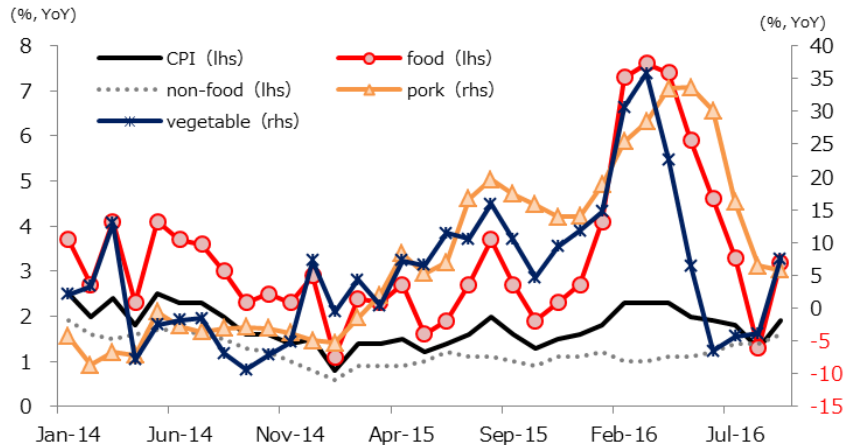 (%, YoY)
(%, YoY)
CPI (lhs)
food (lhs)
non-food (lhs)
pork (rhs)
vegetable (rhs)
8
7
6
5
4
3
2
1
0
40
35
30
25
20
15
10
5
0
-5
-10
-15
Jan-14 Jun-14 Nov-14 Apr-15 Sep-15 Feb-16 Jul-16